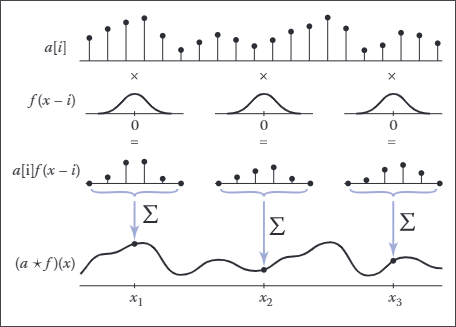 a[i]
× × ×
f(x – i)
0 0 0
= = =
a[i]f(x – i)
Σ Σ Σ
(a ⋆ f)(x)
x₁ x₂ x₃